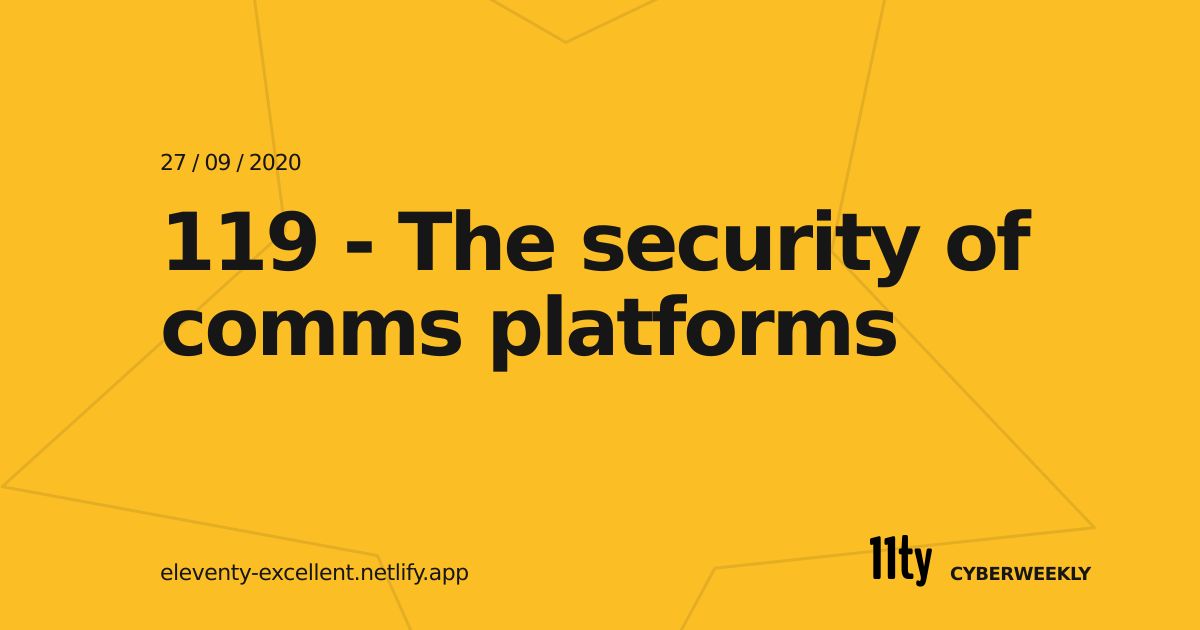 27 / 09 / 2020
119 - The security of
comms platforms
eleventy-excellent.netlify.app
11ty CYBERWEEKLY